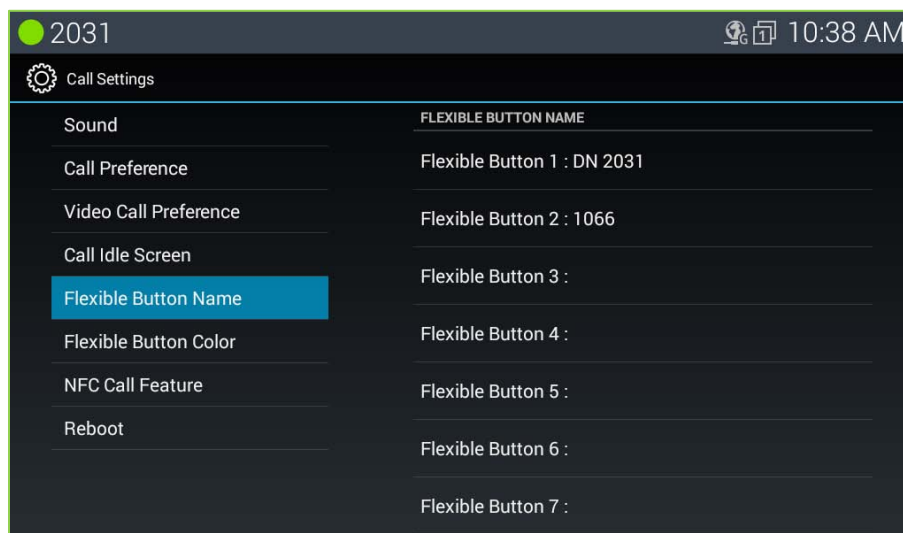 2031
G 1 10:38 AM
Call Settings
Sound
Call Preference
Video Call Preference
Call Idle Screen
Flexible Button Name
Flexible Button Color
NFC Call Feature
Reboot
FLEXIBLE BUTTON NAME
Flexible Button 1 : DN 2031
Flexible Button 2 : 1066
Flexible Button 3 :
Flexible Button 4 :
Flexible Button 5 :
Flexible Button 6 :
Flexible Button 7 :